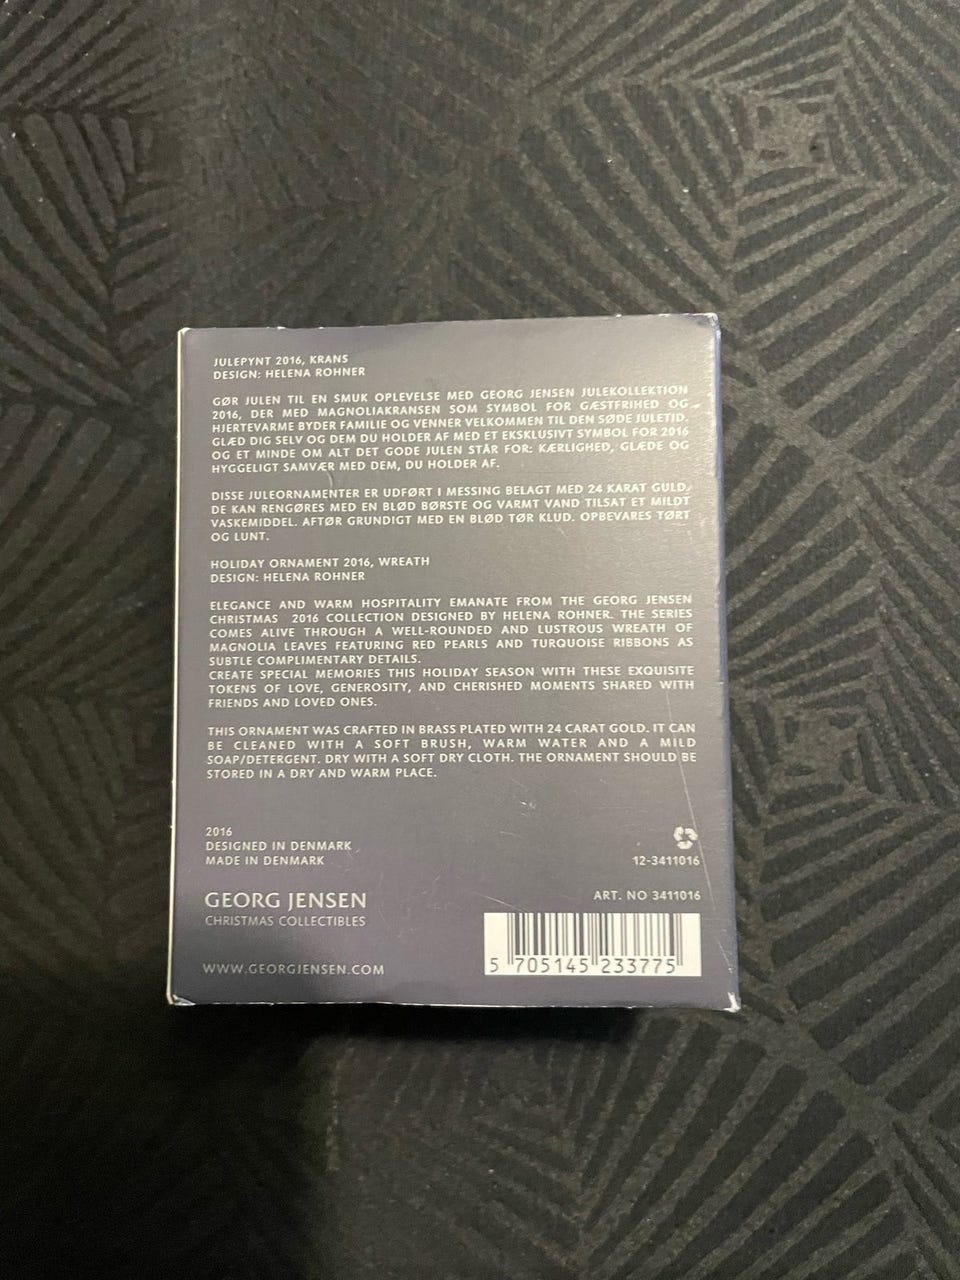 JULEPYNT 2016, KRANS
DESIGN: HELENA ROHNER
GØR JULEN TIL EN SMUK OPLEVELSE MED GEORG JENSEN JULEKOLLEKTION
2016, DER MED MAGNOLIAKRANSEN SOM SYMBOL FOR GÆSTFRIHED OG
HJERTEVARME BYDER FAMILIE OG VENNER VELKOMMEN TIL DEN SØDE JULETID.
GLÆD DIG SELV OG DEM DU HOLDER AF MED ET EKSKLUSIVT SYMBOL FOR 2016
OG ET MINDE OM ALT DET GODE JULEN STÅR FOR: KÆRLIGHED, GLÆDE OG
HYGGELIGT SAMVÆR MED DEM, DU HOLDER AF.
DISSE JULEORNAMENTER ER UDFØRT I MESSING BELAGT MED 24 KARAT GULD.
DE KAN RENGØRES MED EN BLØD BØRSTE OG VARMT VAND TILSAT ET MILDT
VASKEMIDDEL. AFTØR GRUNDIGT MED EN BLØD TØR KLUD. OPBEVARES TØRT
OG LUNT.
HOLIDAY ORNAMENT 2016, WREATH
DESIGN: HELENA ROHNER
ELEGANCE AND WARM HOSPITALITY EMANATE FROM THE GEORG JENSEN
CHRISTMAS 2016 COLLECTION DESIGNED BY HELENA ROHNER. THE SERIES
COMES ALIVE THROUGH A WELL-ROUNDED AND LUSTROUS WREATH OF
MAGNOLIA LEAVES FEATURING RED PEARLS AND TURQUOISE RIBBONS AS
SUBTLE COMPLIMENTARY DETAILS.
CREATE SPECIAL MEMORIES THIS HOLIDAY SEASON WITH THESE EXQUISITE
TOKENS OF LOVE, GENEROSITY, AND CHERISHED MOMENTS SHARED WITH
FRIENDS AND LOVED ONES.
THIS ORNAMENT WAS CRAFTED IN BRASS PLATED WITH 24 CARAT GOLD. IT CAN
BE CLEANED WITH A SOFT BRUSH, WARM WATER AND A MILD
SOAP/DETERGENT. DRY WITH A SOFT DRY CLOTH. THE ORNAMENT SHOULD BE
STORED IN A DRY AND WARM PLACE.
2016
DESIGNED IN DENMARK
MADE IN DENMARK
12-3411016
GEORG JENSEN
CHRISTMAS COLLECTIBLES
ART. NO 3411016
WWW.GEORGJENSEN.COM
5 705145 233775